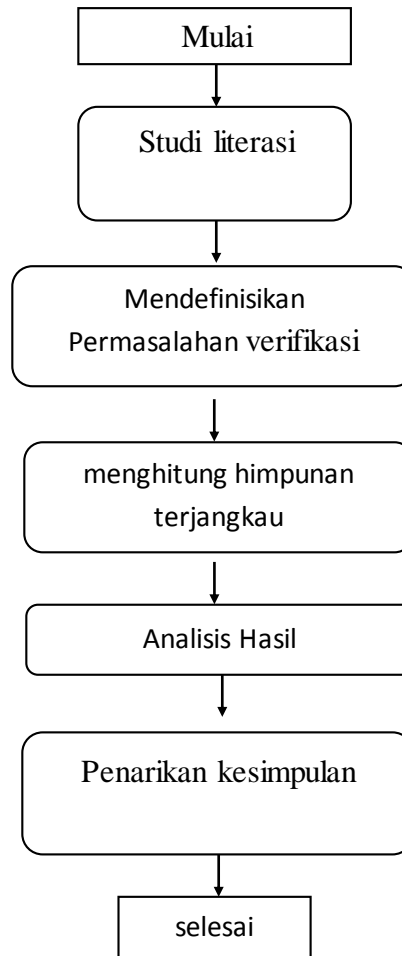 Mulai
Studi literasi
Mendefinisikan
Permasalahan verifikasi
menghitung himpunan
terjangkau
Analisis Hasil
Penarikan kesimpulan
selesai